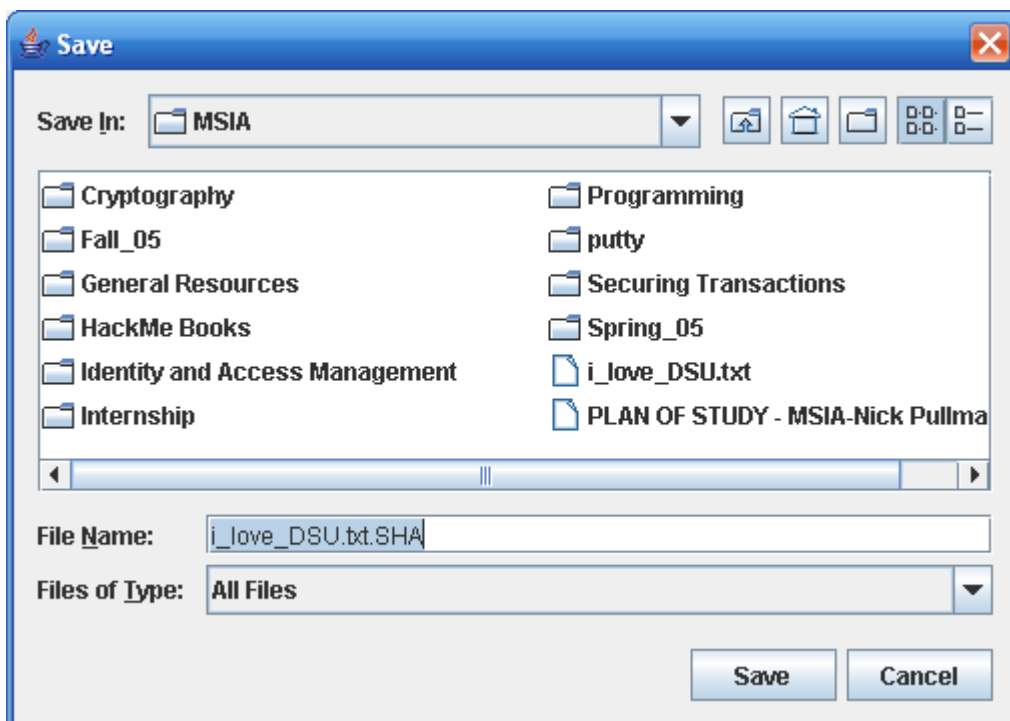 Save
Save In: MSIA
Cryptography
Fall_05
General Resources
HackMe Books
Identity and Access Management
Internship
Programming
putty
Securing Transactions
Spring_05
i_love_DSU.txt
PLAN OF STUDY - MSIA-Nick Pullma
File Name: i_love_DSU.txt.SHA
Files of Type: All Files
Save Cancel